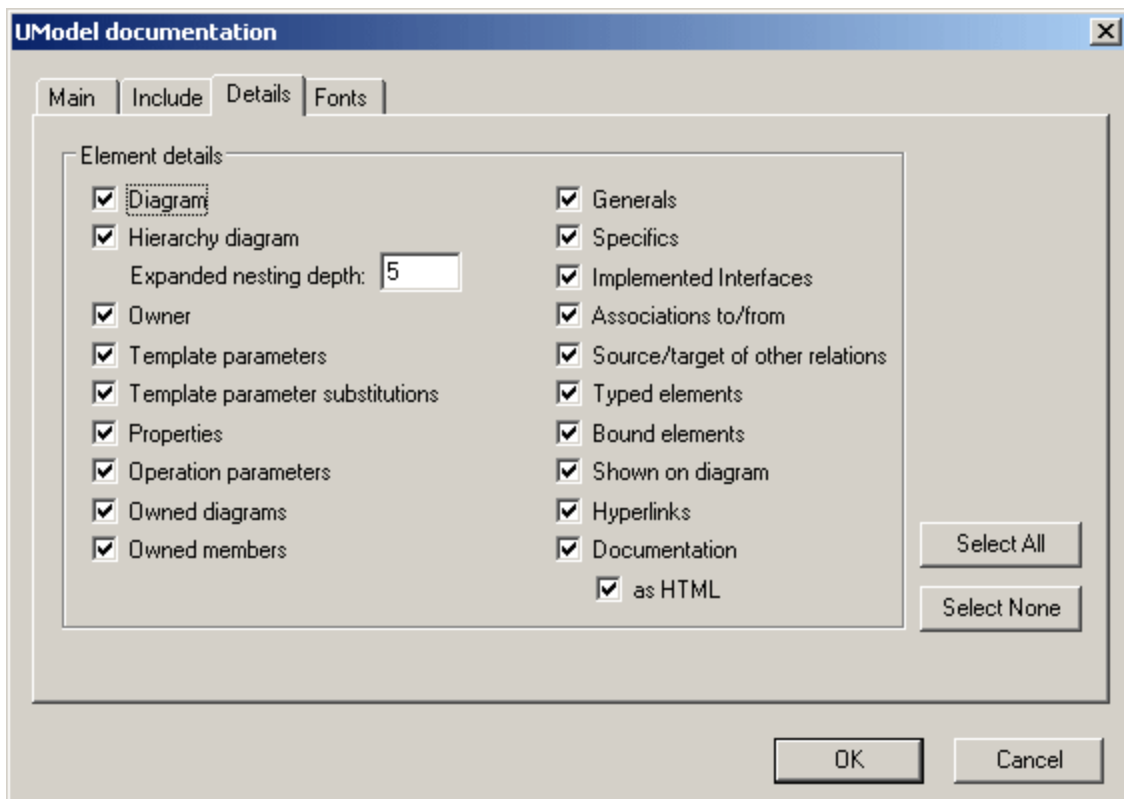 UModel documentation
Main Include Details Fonts
Element details
Diagram
Hierarchy diagram
Expanded nesting depth: 5
Owner
Template parameters
Template parameter substitutions
Properties
Operation parameters
Owned diagrams
Owned members
Generals
Specifics
Implemented Interfaces
Associations to/from
Source/target of other relations
Typed elements
Bound elements
Shown on diagram
Hyperlinks
Documentation
as HTML
Select All
Select None
OK Cancel